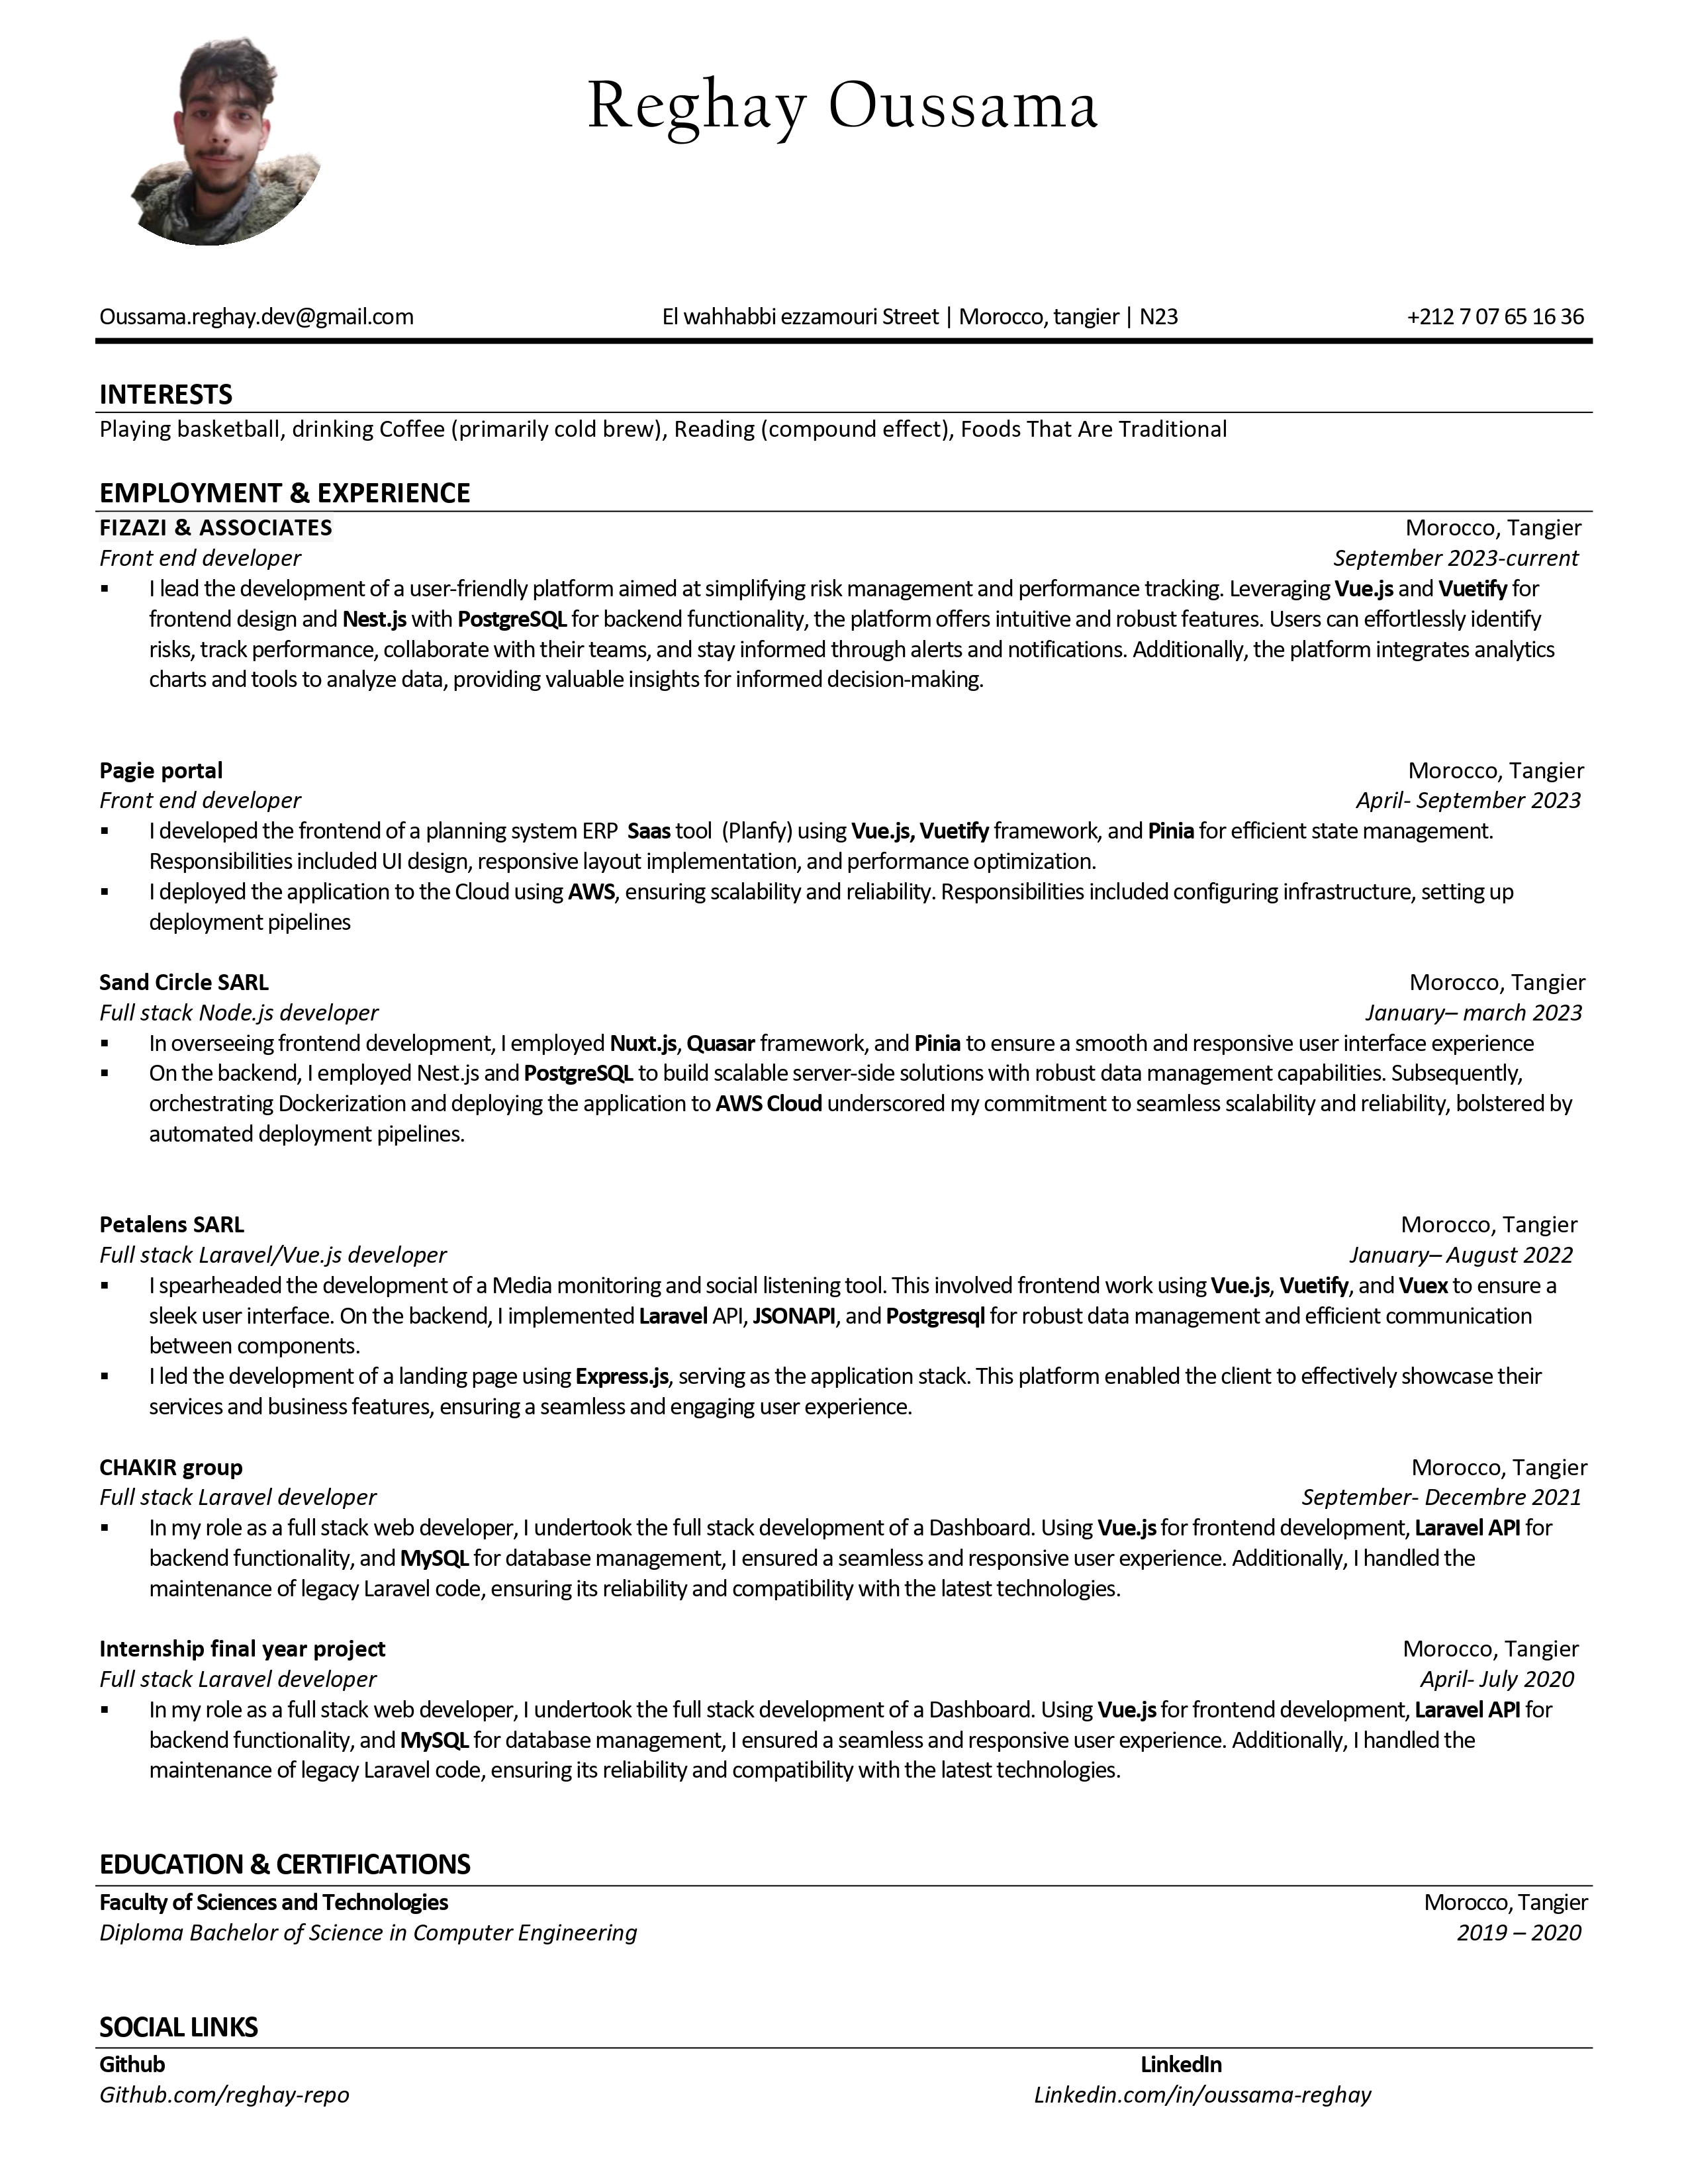 Reghay Oussama
Oussama.reghay.dev@gmail.com El wahhabbi ezzamouri Street | Morocco, tangier | N23 +212 7 07 65 16 36
INTERESTS
Playing basketball, drinking Coffee (primarily cold brew), Reading (compound effect), Foods That Are Traditional
EMPLOYMENT & EXPERIENCE
FIZAZI & ASSOCIATES Morocco, Tangier
Front end developer September 2023-current
▪ I lead the development of a user-friendly platform aimed at simplifying risk management and performance tracking. Leveraging Vue.js and Vuetify for
frontend design and Nest.js with PostgreSQL for backend functionality, the platform offers intuitive and robust features. Users can effortlessly identify
risks, track performance, collaborate with their teams, and stay informed through alerts and notifications. Additionally, the platform integrates analytics
charts and tools to analyze data, providing valuable insights for informed decision-making.
Pagie portal Morocco, Tangier
Front end developer April- September 2023
▪ I developed the frontend of a planning system ERP Saas tool (Planfy) using Vue.js, Vuetify framework, and Pinia for efficient state management.
Responsibilities included UI design, responsive layout implementation, and performance optimization.
▪ I deployed the application to the Cloud using AWS, ensuring scalability and reliability. Responsibilities included configuring infrastructure, setting up
deployment pipelines
Sand Circle SARL Morocco, Tangier
Full stack Node.js developer January– march 2023
▪ In overseeing frontend development, I employed Nuxt.js, Quasar framework, and Pinia to ensure a smooth and responsive user interface experience
▪ On the backend, I employed Nest.js and PostgreSQL to build scalable server-side solutions with robust data management capabilities. Subsequently,
orchestrating Dockerization and deploying the application to AWS Cloud underscored my commitment to seamless scalability and reliability, bolstered by
automated deployment pipelines.
Petalens SARL Morocco, Tangier
Full stack Laravel/Vue.js developer January– August 2022
▪ I spearheaded the development of a Media monitoring and social listening tool. This involved frontend work using Vue.js, Vuetify, and Vuex to ensure a
sleek user interface. On the backend, I implemented Laravel API, JSONAPI, and Postgresql for robust data management and efficient communication
between components.
▪ I led the development of a landing page using Express.js, serving as the application stack. This platform enabled the client to effectively showcase their
services and business features, ensuring a seamless and engaging user experience.
CHAKIR group Morocco, Tangier
Full stack Laravel developer September- Decembre 2021
▪ In my role as a full stack web developer, I undertook the full stack development of a Dashboard. Using Vue.js for frontend development, Laravel API for
backend functionality, and MySQL for database management, I ensured a seamless and responsive user experience. Additionally, I handled the
maintenance of legacy Laravel code, ensuring its reliability and compatibility with the latest technologies.
Internship final year project Morocco, Tangier
Full stack Laravel developer April- July 2020
▪ In my role as a full stack web developer, I undertook the full stack development of a Dashboard. Using Vue.js for frontend development, Laravel API for
backend functionality, and MySQL for database management, I ensured a seamless and responsive user experience. Additionally, I handled the
maintenance of legacy Laravel code, ensuring its reliability and compatibility with the latest technologies.
EDUCATION & CERTIFICATIONS
Faculty of Sciences and Technologies Morocco, Tangier
Diploma Bachelor of Science in Computer Engineering 2019 – 2020
SOCIAL LINKS
Github LinkedIn
Github.com/reghay-repo Linkedin.com/in/oussama-reghay